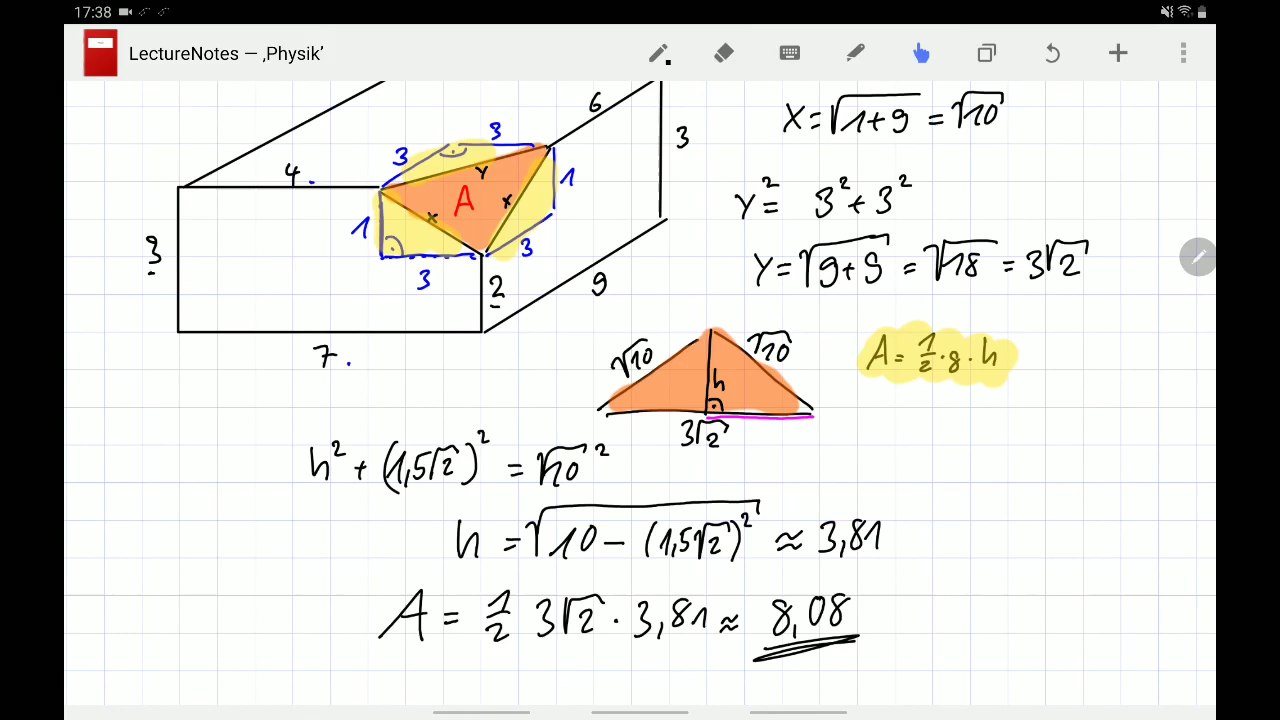 17:38
LectureNotes — ‚Physik’
6
3
X = √1+9 = √10
3
3
4.
Y
1
3
A
x
x
1
3
3
2
9
7.
Y² = 3² + 3²
Y = √9+9 = √18 = 3√2
√10
√10
h
3√2
A = 1/2 · g · h
h² + (1,5√2)² = √10²
h = √10 − (1,5√2)² ≈ 3,81
A = 1/2 3√2 · 3,81 ≈ 8,08